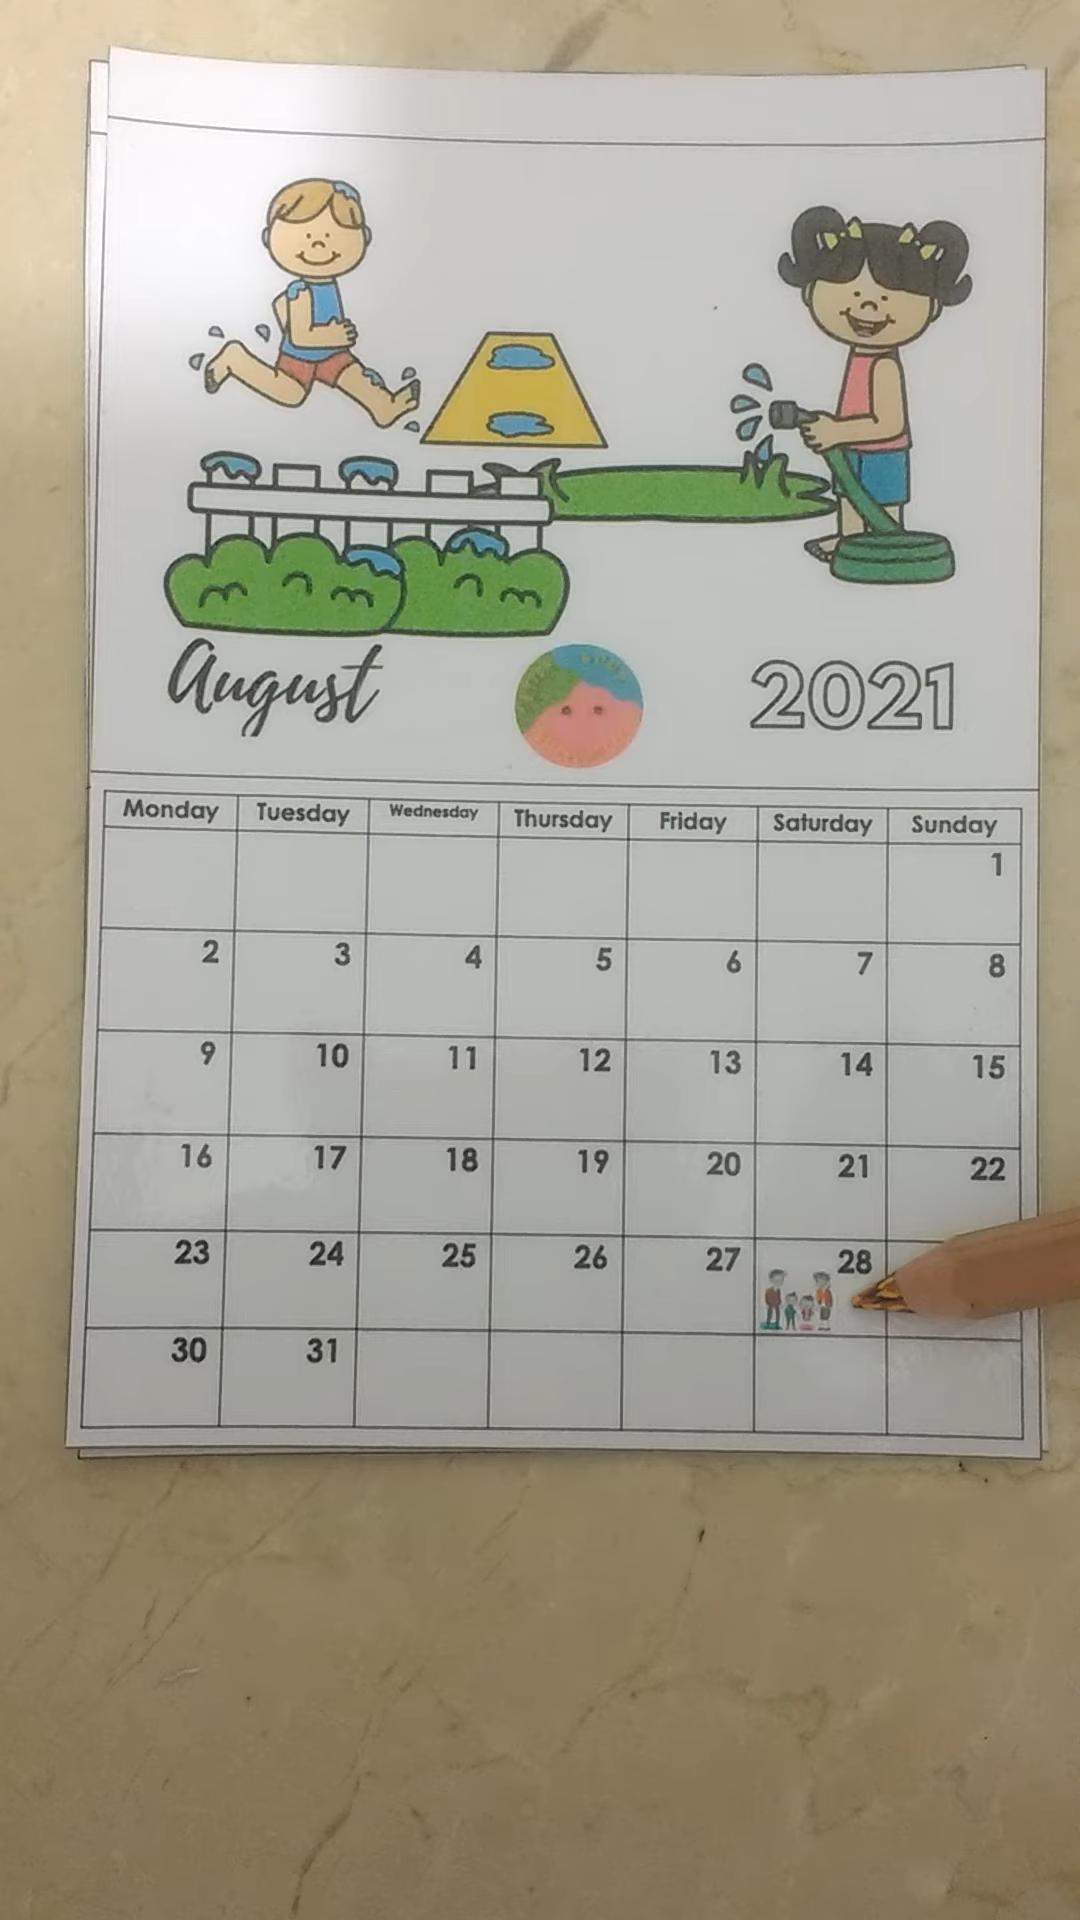 August 2021
Monday Tuesday Wednesday Thursday Friday Saturday Sunday
1
2 3 4 5 6 7 8
9 10 11 12 13 14 15
16 17 18 19 20 21 22
23 24 25 26 27 28
30 31